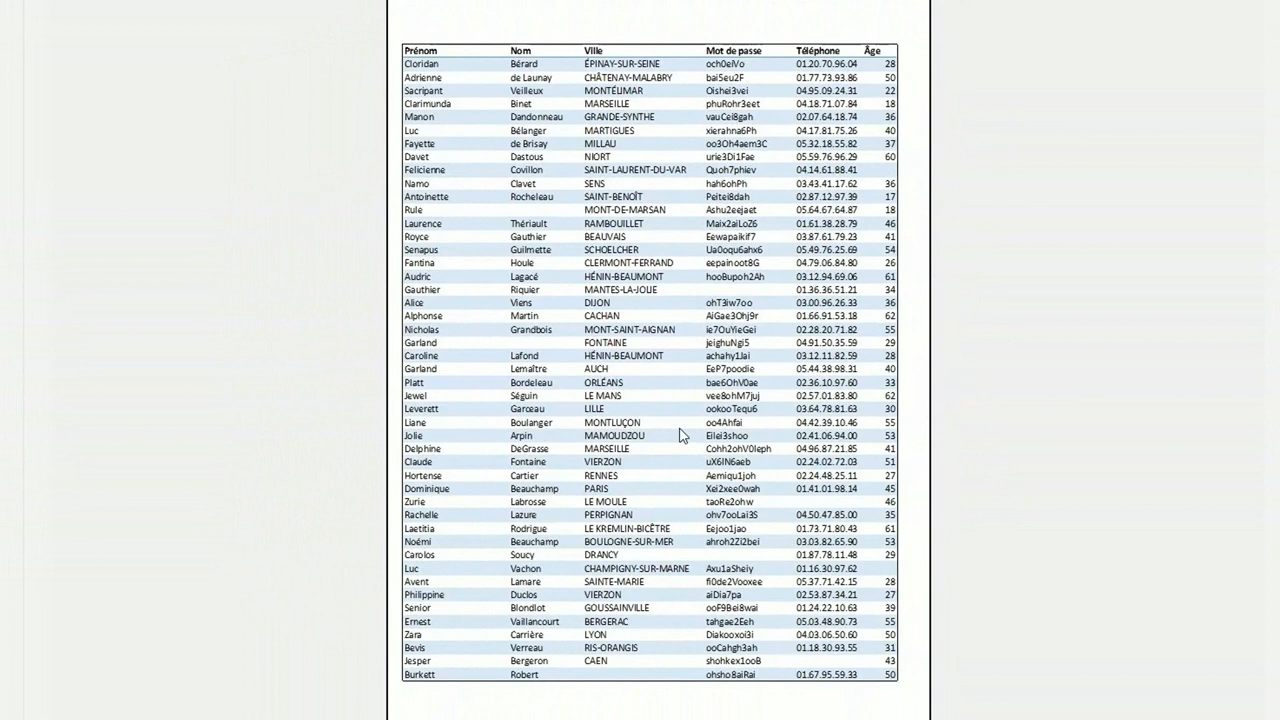 Prénom Nom Ville Mot de passe Téléphone Âge
Cloridan Bérard ÉPINAY-SUR-SEINE och0eiVo 01.20.70.96.04 28
Adrienne de Launay CHÂTENAY-MALABRY bai5eu2F 01.77.73.93.86 50
Sacripant Veilleux MONTÉLIMAR Oishei3vei 04.95.09.24.31 22
Clarimunda Binet MARSEILLE phuRohr3eet 04.18.71.07.84 18
Manon Dandonneau GRANDE-SYNTHE vauCei8gah 02.07.64.18.74 36
Luc Bélanger MARTIGUES xierahna6Ph 04.17.81.75.26 40
Fayette de Brisay MILLAU oo3Oh4aem3C 05.32.18.55.82 37
Davet Dastous NIORT urie3Di1Fae 05.59.76.96.29 60
Felicienne Covillon SAINT-LAURENT-DU-VAR Quoh7phiev 04.14.61.88.41
Namo Clavet SENS hah6ohPh 03.43.41.17.62 36
Antoinette Rocheleau SAINT-BENOÎT Peitei8dah 02.87.12.97.39 17
Rule MONT-DE-MARSAN Ashu2eejaet 05.64.67.64.87 18
Laurence Thériault RAMBOUILLET Maix2aiLoZ6 01.61.38.28.79 46
Royce Gauthier BEAUVAIS Eewapaikif7 03.87.61.79.23 41
Senapus Guilmette SCHOELCHER Ua0oqu6ahx6 05.49.76.25.69 54
Fantina Houle CLERMONT-FERRAND eepainoot8G 04.79.06.84.80 26
Audric Lagacé HÉNIN-BEAUMONT hooBupoh2Ah 03.12.94.69.06 61
Gauthier Riquier MANTES-LA-JOLIE 01.36.36.51.21 34
Alice Viens DIJON ohT3iw7oo 03.00.96.26.33 36
Alphonse Martin CACHAN AiGae3Ohj9r 01.66.91.53.18 62
Nicholas Grandbois MONT-SAINT-AIGNAN ie7OuYieGei 02.28.20.71.82 55
Garland FONTAINE jeighuNgi5 04.91.50.35.59 29
Caroline Lafond HÉNIN-BEAUMONT achahy1Jai 03.12.11.82.59 28
Garland Lemaître AUCH EeP7poodie 05.44.38.98.31 40
Platt Bordeleau ORLÉANS bae6OhV0ae 02.36.10.97.60 33
Jewel Séguin LE MANS vee8ohM7juj 02.57.01.83.80 62
Leverett Garceau LILLE ookooTequ6 03.64.78.81.63 30
Liane Boulanger MONTLUÇON oo4Ahfai 04.42.39.10.46 55
Jolie Arpin MAMOUDZOU Eilei3shoo 02.41.06.94.00 53
Delphine DeGrasse MARSEILLE Cohh2ohV0Ieph 04.96.87.21.85 41
Claude Fontaine VIERZON uX6IN6aeb 02.24.02.72.03 51
Hortense Cartier RENNES Aemiqu1joh 02.24.48.25.11 27
Dominique Beauchamp PARIS Xei2xee0wah 01.41.01.98.14 45
Zurie Labrosse LE MOULE taoRe2ohw 46
Rachelle Lazure PERPIGNAN ohv7ooLai3S 04.50.47.85.00 35
Laetitia Rodrigue LE KREMLIN-BICÊTRE Eejoo1jao 01.73.71.80.43 61
Noémi Beauchamp BOULOGNE-SUR-MER ahroh2Zi2bei 03.03.82.65.90 53
Carolos Soucy DRANCY 01.87.78.11.48 29
Luc Vachon CHAMPIGNY-SUR-MARNE Axu1aSheiy 01.16.30.97.62
Avent Lamare SAINTE-MARIE fi0de2Vooxee 05.37.71.42.15 28
Philippine Duclos VIERZON aiDia7pa 02.53.87.34.21 27
Senior Blondlot GOUSSAINVILLE ooF9Bei8wai 01.24.22.10.63 39
Ernest Vaillancourt BERGERAC tahgae2Eeh 05.03.48.90.73 55
Zara Carrière LYON Diakooxoi3i 04.03.06.50.60 50
Bevis Verreau RIS-ORANGIS ooCahgh3ah 01.18.30.93.55 31
Jesper Bergeron CAEN shohkex1ooB 43
Burkett Robert ohsho8aiRai 01.67.95.59.33 50